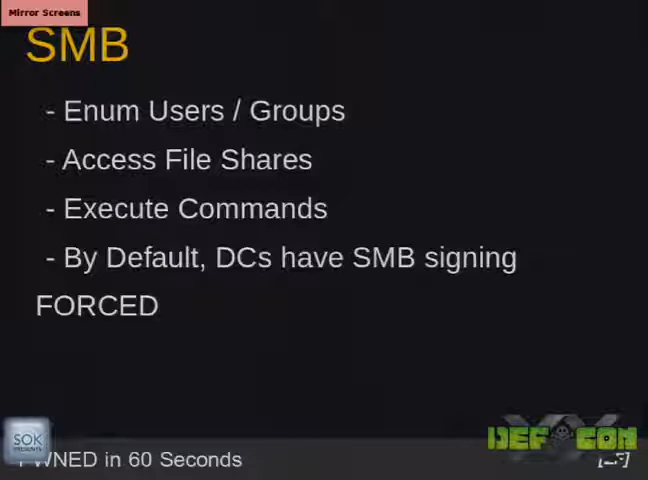 Mirror Screens
SMB
- Enum Users / Groups
- Access File Shares
- Execute Commands
- By Default, DCs have SMB signing
FORCED
SOK
PRESENTS
DEF CON
WNED in 60 Seconds